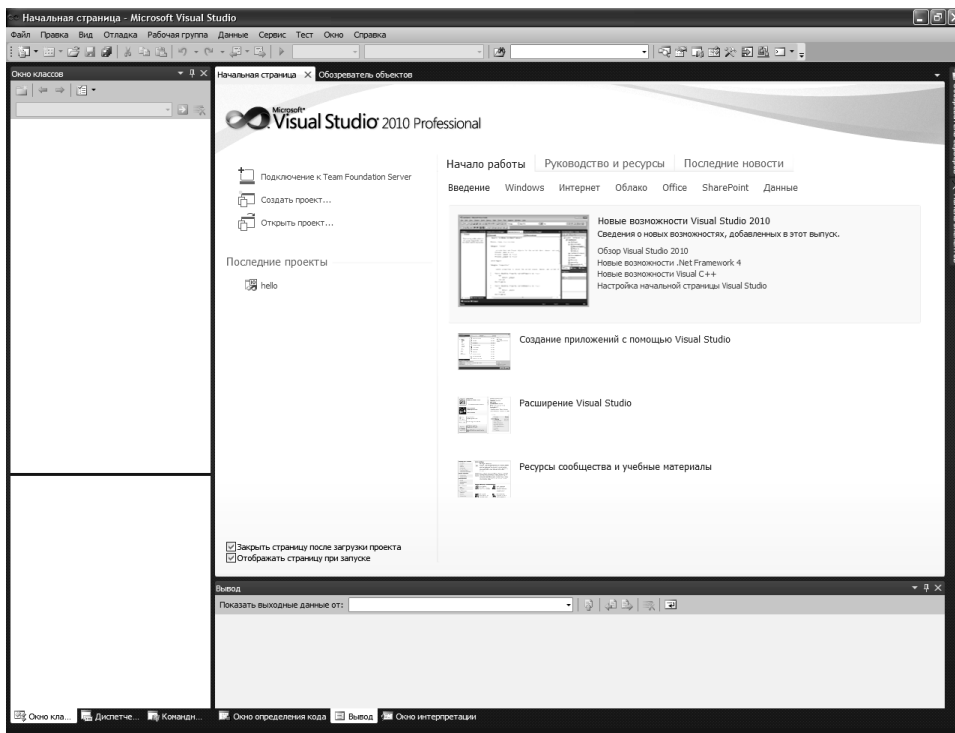 Начальная страница - Microsoft Visual Studio
Файл Правка Вид Отладка Рабочая группа Данные Сервис Тест Окно Справка
Окно классов
Начальная страница Обозреватель объектов
Microsoft
Visual Studio 2010 Professional
Подключение к Team Foundation Server
Создать проект...
Открыть проект...
Последние проекты
hello
Начало работы Руководство и ресурсы Последние новости
Введение Windows Интернет Облако Office SharePoint Данные
Новые возможности Visual Studio 2010
Сведения о новых возможностях, добавленных в этот выпуск.
Обзор Visual Studio 2010
Новые возможности .Net Framework 4
Новые возможности Visual C++
Настройка начальной страницы Visual Studio
Создание приложений с помощью Visual Studio
Расширение Visual Studio
Ресурсы сообщества и учебные материалы
Закрыть страницу после загрузки проекта
Отображать страницу при запуске
Вывод
Показать выходные данные от:
Окно кла... Диспетче... Командн... Окно определения кода Вывод Окно интерпретации